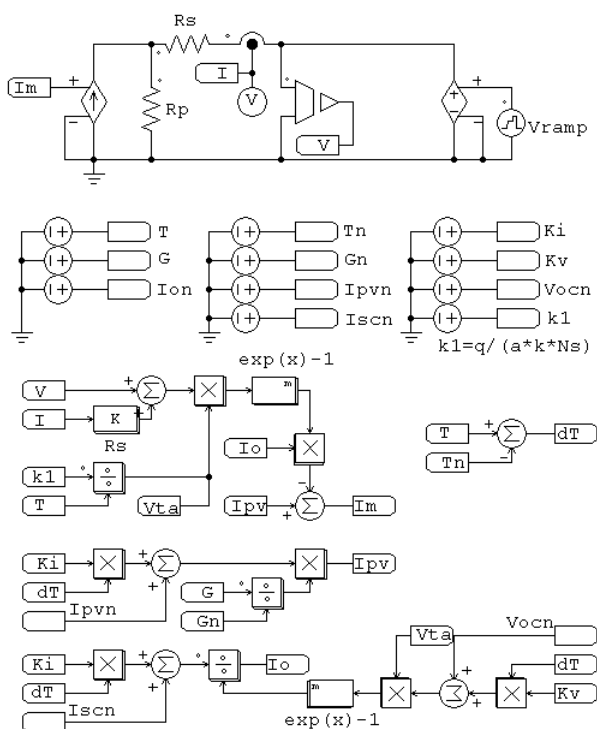 Rs
Im
+
I
Rp
V
+
+
+
Vramp
V
T
Tn
Ki
G
Gn
Kv
Ion
Ipvn
Vocn
Iscn
k1
k1=q/(a*k*Ns)
exp(x)-1
V
+
Σ
×
m
I
K
+
Rs
Io
×
T
+
Σ
dT
Tn
k1
÷
T
Vta
Ipv
+
Σ
Im
Ki
×
+
Σ
×
Ipv
dT
+
G
÷
Ipvn
Gn
Vta
Vocn
Ki
×
+
Σ
÷
Io
dT
dT
+
m
×
Σ
+
+
×
Kv
Iscn
exp(x)-1